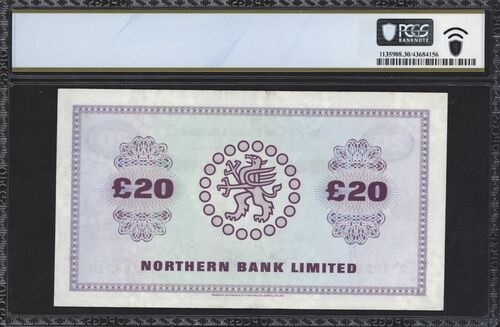 PCGS
BANKNOTE
1135908.30/43684156
£20
£20
NORTHERN BANK LIMITED